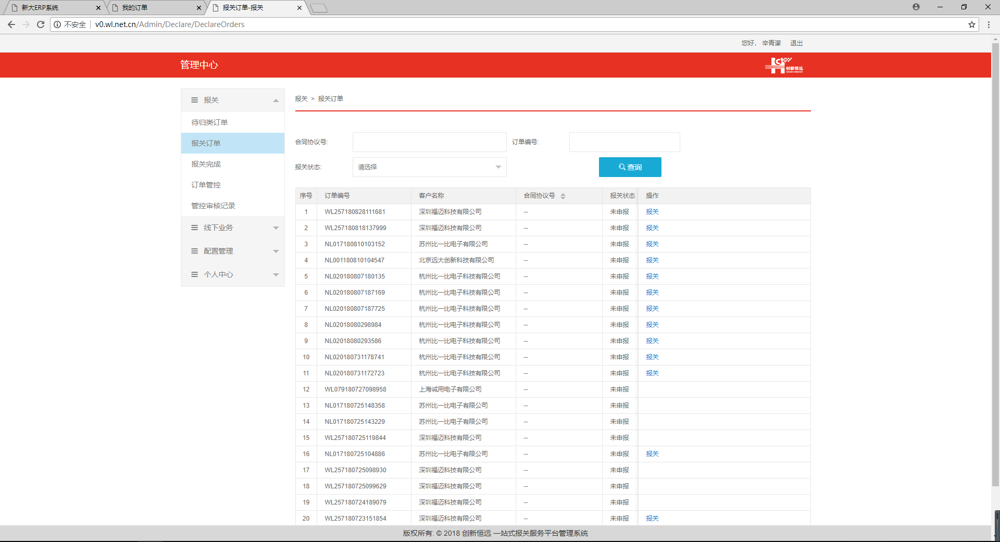 新大ERP系统
我的订单
报关订单-报关
不安全 v0.wl.net.cn/Admin/Declare/DeclareOrders
您好, 辛青濛 退出
管理中心
创新恒远
报关
待归类订单
报关订单
报关完成
订单管控
管控审核记录
线下业务
配置管理
个人中心
报关 > 报关订单
合同协议号:
订单编号:
报关状态: 请选择
查询
序号 订单编号 客户名称 合同协议号 报关状态 操作
1 WL257180828111681 深圳福迈科技有限公司 -- 未申报 报关
2 WL257180818137999 深圳福迈科技有限公司 -- 未申报 报关
3 NL017180810103152 苏州比一比电子有限公司 -- 未申报 报关
4 NL001180810104547 北京远大创新科技有限公司 -- 未申报 报关
5 NL020180807180135 杭州比一比电子科技有限公司 -- 未申报 报关
6 NL020180807187169 杭州比一比电子科技有限公司 -- 未申报 报关
7 NL020180807187725 杭州比一比电子科技有限公司 -- 未申报 报关
8 NL02018080298984 杭州比一比电子科技有限公司 -- 未申报 报关
9 NL02018080293586 杭州比一比电子科技有限公司 -- 未申报 报关
10 NL020180731178741 杭州比一比电子科技有限公司 -- 未申报 报关
11 NL020180731172723 杭州比一比电子科技有限公司 -- 未申报 报关
12 WL079180727098958 上海诚用电子有限公司 -- 未申报
13 NL017180725148358 苏州比一比电子有限公司 -- 未申报
14 NL017180725143229 苏州比一比电子有限公司 -- 未申报
15 WL257180725119844 深圳福迈科技有限公司 -- 未申报
16 NL017180725104886 苏州比一比电子有限公司 -- 未申报 报关
17 WL257180725098930 深圳福迈科技有限公司 -- 未申报
18 WL257180725099629 深圳福迈科技有限公司 -- 未申报
19 WL257180724189079 深圳福迈科技有限公司 -- 未申报
20 WL257180723151854 深圳福迈科技有限公司 -- 未申报 报关
版权所有: © 2018 创新恒远 一站式报关服务平台管理系统